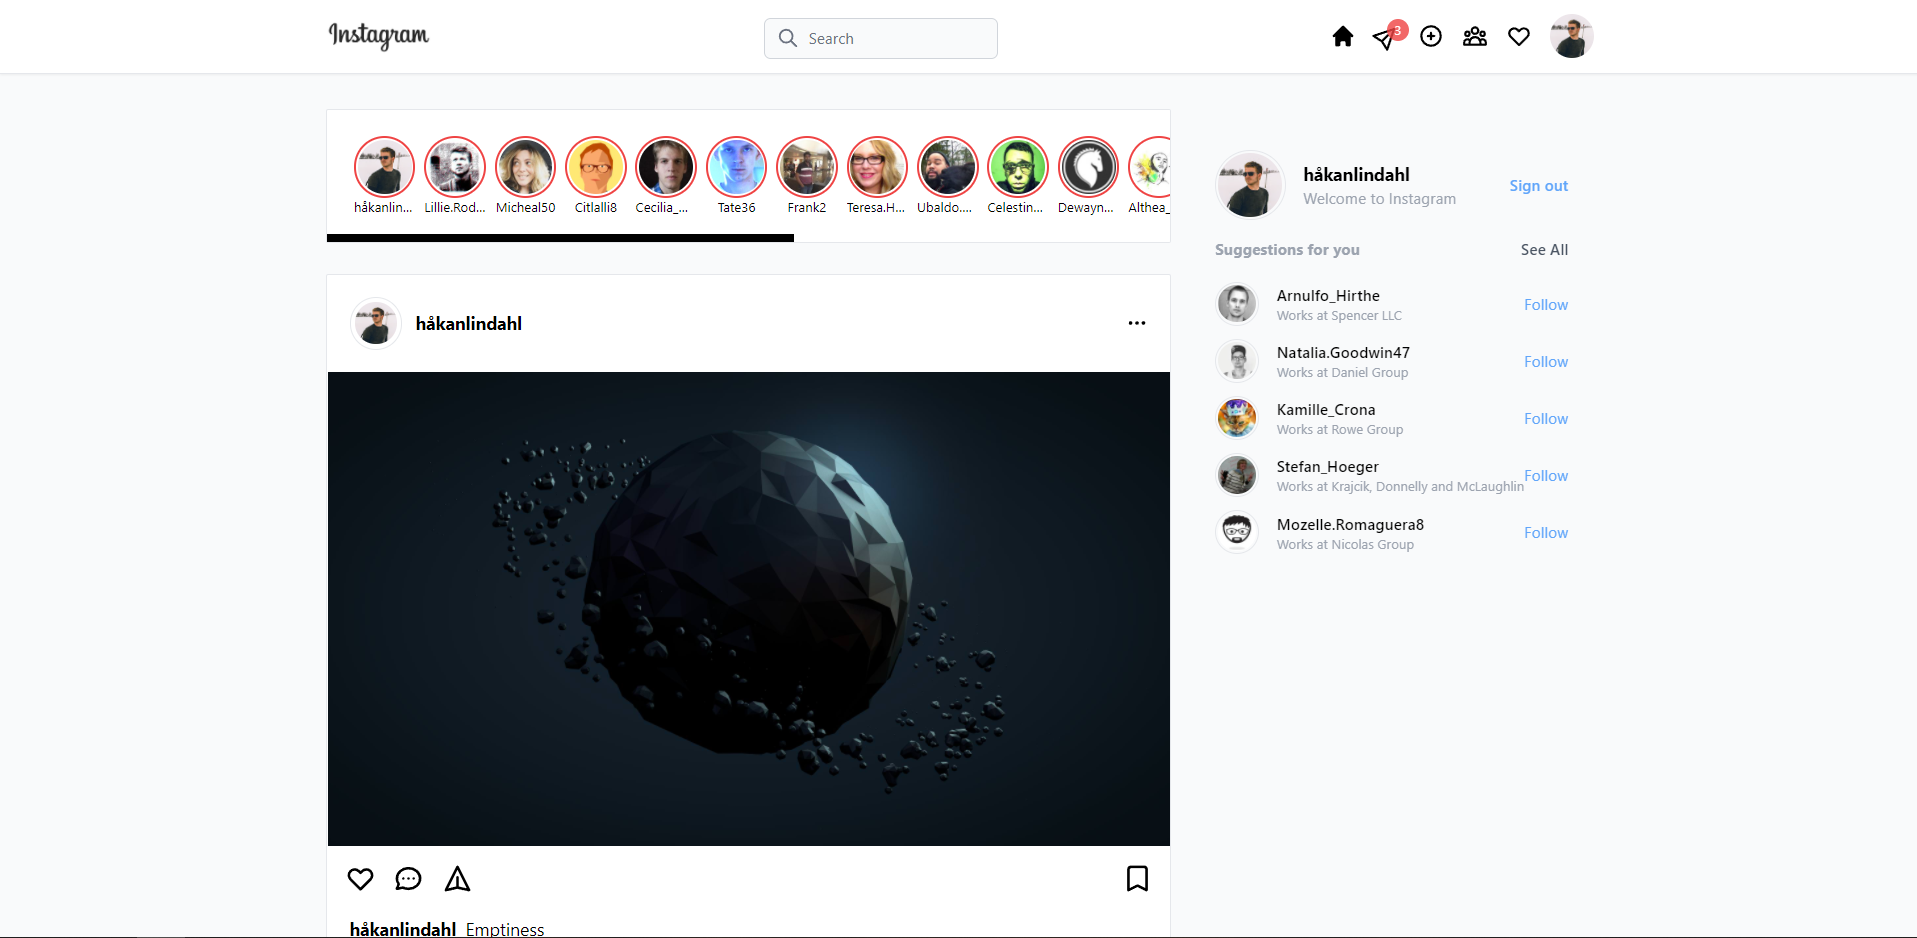 Instagram
Search
3
håkanlin...
Lillie.Rod...
Micheal50
Citlalli8
Cecilia_...
Tate36
Frank2
Teresa.H...
Ubaldo....
Celestin...
Dewayn...
Althea_
håkanlindahl
Welcome to Instagram
Sign out
Suggestions for you
See All
Arnulfo_Hirthe
Works at Spencer LLC
Follow
Natalia.Goodwin47
Works at Daniel Group
Follow
Kamille_Crona
Works at Rowe Group
Follow
Stefan_Hoeger
Works at Krajcik, Donnelly and McLaughlin
Follow
Mozelle.Romaguera8
Works at Nicolas Group
Follow
håkanlindahl
håkanlindahl Emptiness